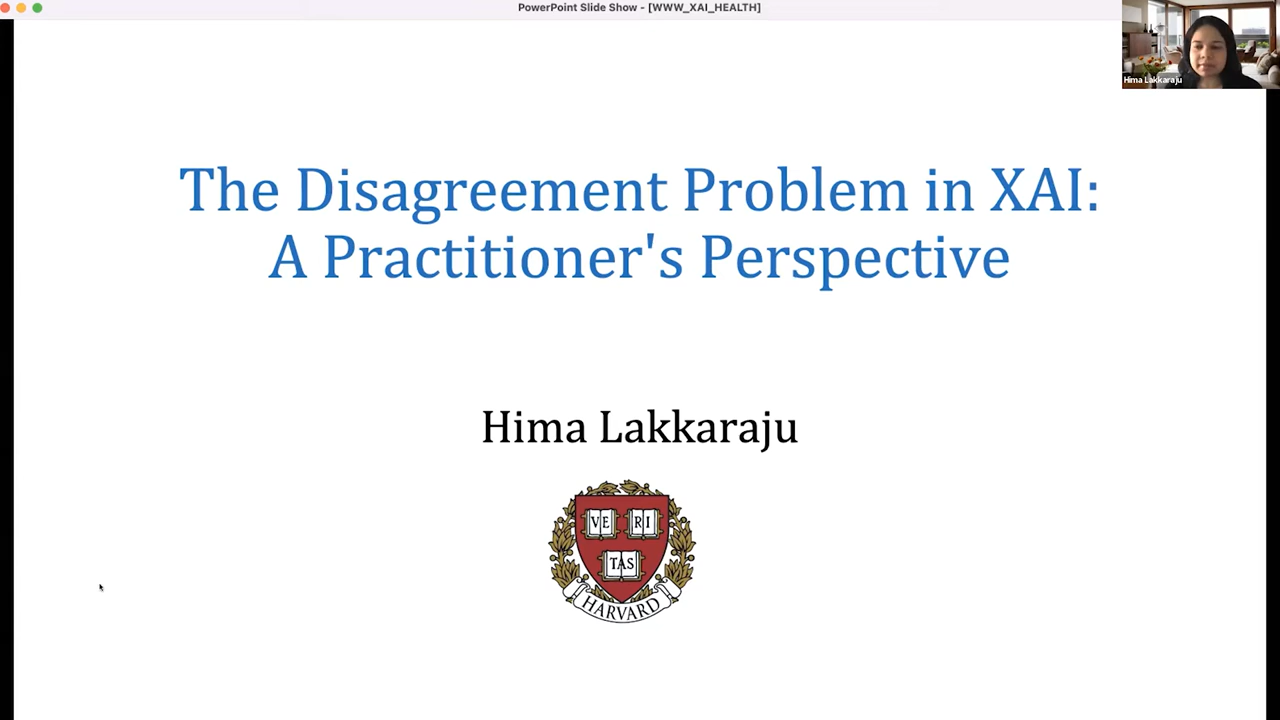 PowerPoint Slide Show - [WWW_XAI_HEALTH]
Hima Lakkaraju
The Disagreement Problem in XAI:
A Practitioner's Perspective
Hima Lakkaraju
VE RI
TAS
HARVARD